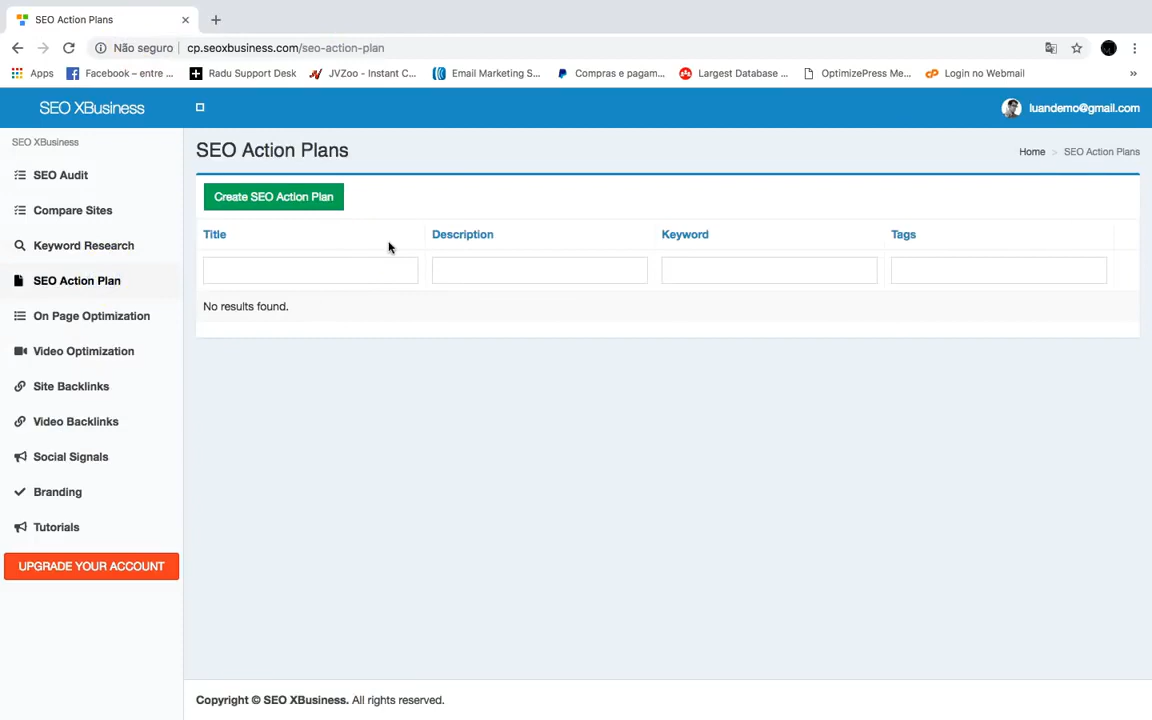 SEO Action Plans
Não seguro
cp.seoxbusiness.com/seo-action-plan
Apps
Facebook – entre ...
Radu Support Desk
JVZoo - Instant C...
Email Marketing S...
Compras e pagam...
Largest Database ...
OptimizePress Me...
Login no Webmail
»
SEO XBusiness
luandemo@gmail.com
SEO XBusiness
SEO Audit
Compare Sites
Keyword Research
SEO Action Plan
On Page Optimization
Video Optimization
Site Backlinks
Video Backlinks
Social Signals
Branding
Tutorials
UPGRADE YOUR ACCOUNT
SEO Action Plans
Home > SEO Action Plans
Create SEO Action Plan
Title Description Keyword Tags
No results found.
Copyright © SEO XBusiness. All rights reserved.